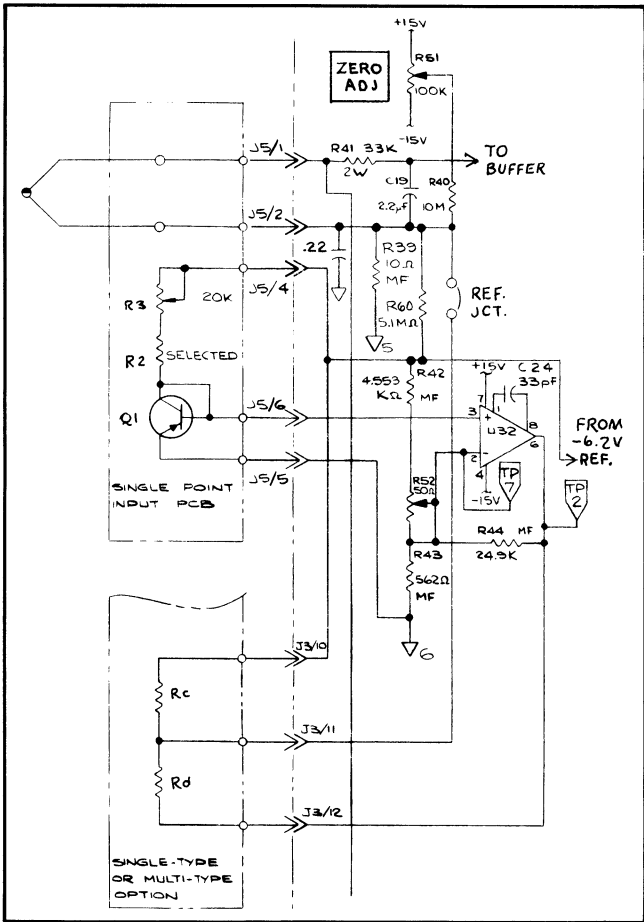 +15V
R51
100K
-15V
ZERO
ADJ
J5/1
R41 33K
2W
TO
BUFFER
C19
2.2µf
R40
10M
J5/2
.22
R39
10Ω
MF
R60
5.1MΩ
5
REF.
JCT.
J5/4
R3
20K
R2
SELECTED
Q1
J5/6
J5/5
SINGLE POINT
INPUT PCB
R42
4.553
KΩ
MF
+15V
C24
33pF
7
1
8
3
+
U32
6
2
-
4
-15V
TP
7
FROM
-6.2V
REF.
TP
2
R52
50Ω
R44 MF
24.9K
R43
562Ω
MF
6
J3/10
Rc
J3/11
Rd
J3/12
SINGLE-TYPE
OR MULTI-TYPE
OPTION